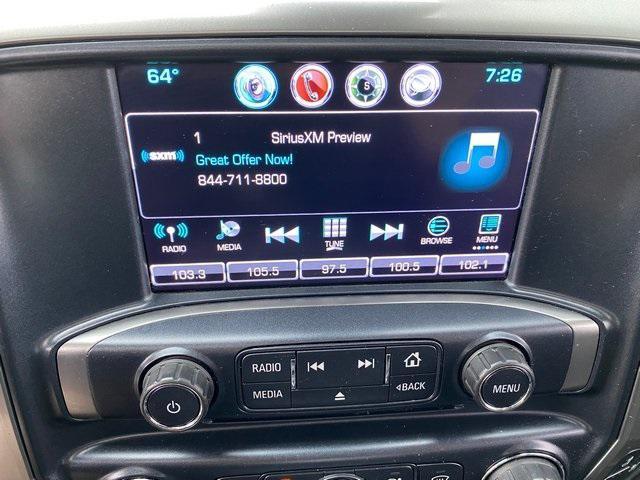 64° 7:26
S
1 SiriusXM Preview
((sxm)) Great Offer Now!
844-711-8800
RADIO MEDIA TUNE BROWSE MENU
103.3 105.5 97.5 100.5 102.1
RADIO
MEDIA BACK
MENU